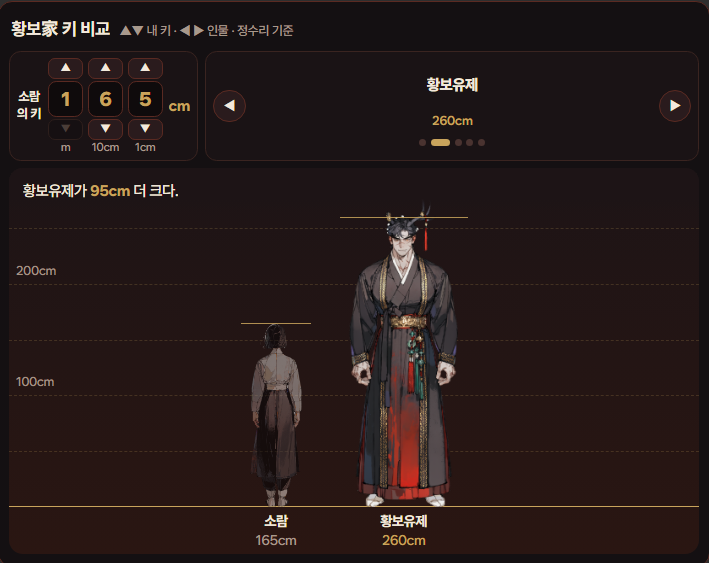 황보家 키 비교 ▲▼ 내 키 · ◀ ▶ 인물 · 정수리 기준
소람의 키
▲ ▲ ▲
1 6 5 cm
▼ ▼ ▼
m 10cm 1cm
◀ 황보유제 ▶
260cm
황보유제가 95cm 더 크다.
200cm
100cm
소람 황보유제
165cm 260cm